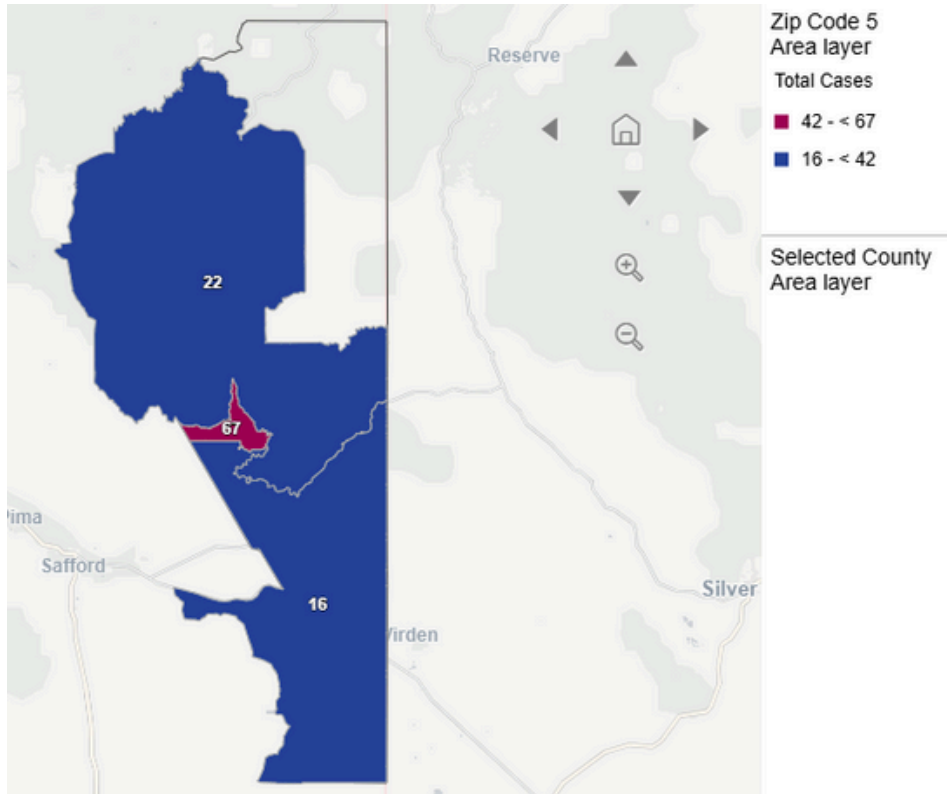 Zip Code 5
Area layer
Total Cases
42 - < 67
16 - < 42
Selected County
Area layer
Reserve
22
67
Pima
Safford
16
Virden
Silver